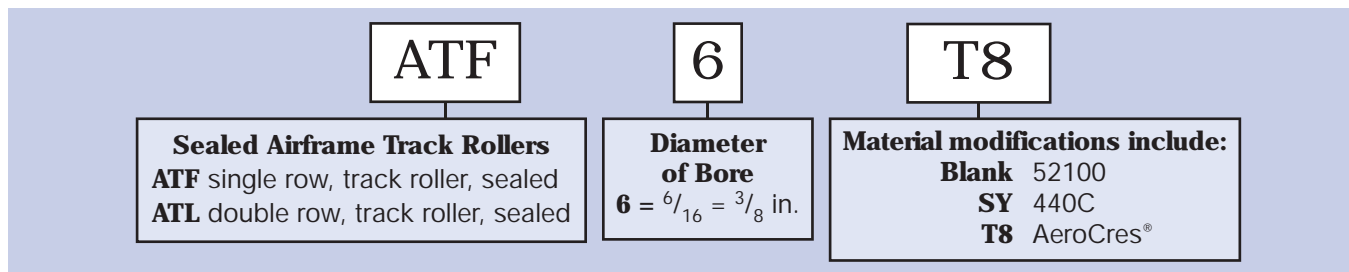 ATF 6 T8
Sealed Airframe Track Rollers
ATF single row, track roller, sealed
ATL double row, track roller, sealed
Diameter
of Bore
6 = 6/16 = 3/8 in.
Material modifications include:
Blank 52100
SY 440C
T8 AeroCres®